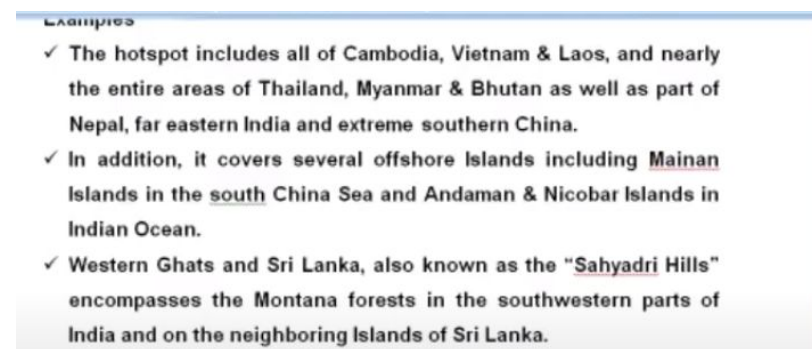 Examples
✓ The hotspot includes all of Cambodia, Vietnam & Laos, and nearly
the entire areas of Thailand, Myanmar & Bhutan as well as part of
Nepal, far eastern India and extreme southern China.
✓ In addition, it covers several offshore Islands including Mainan
Islands in the south China Sea and Andaman & Nicobar Islands in
Indian Ocean.
✓ Western Ghats and Sri Lanka, also known as the “Sahyadri Hills”
encompasses the Montana forests in the southwestern parts of
India and on the neighboring Islands of Sri Lanka.